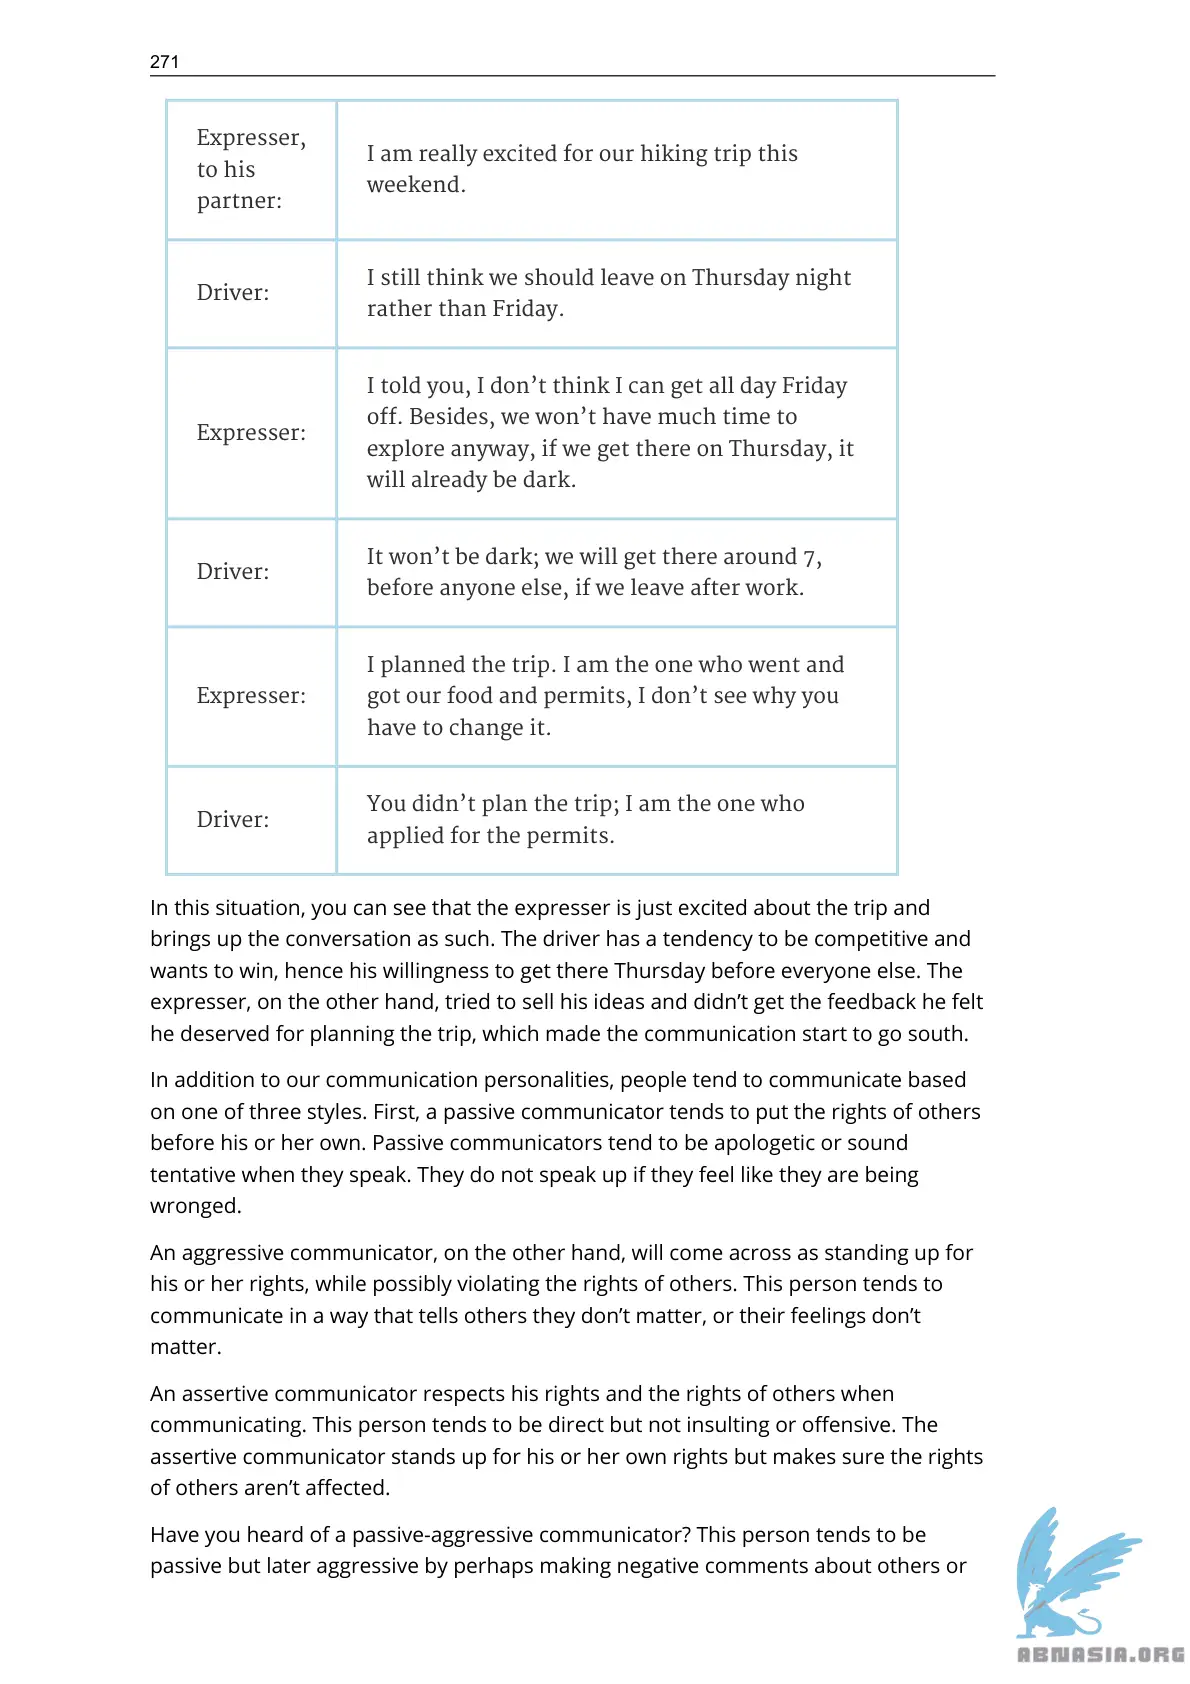 271
Expresser,
to his
partner:
I am really excited for our hiking trip this
weekend.
Driver:
I still think we should leave on Thursday night
rather than Friday.
Expresser:
I told you, I don’t think I can get all day Friday
off. Besides, we won’t have much time to
explore anyway, if we get there on Thursday, it
will already be dark.
Driver:
It won’t be dark; we will get there around 7,
before anyone else, if we leave after work.
Expresser:
I planned the trip. I am the one who went and
got our food and permits, I don’t see why you
have to change it.
Driver:
You didn’t plan the trip; I am the one who
applied for the permits.
In this situation, you can see that the expresser is just excited about the trip and
brings up the conversation as such. The driver has a tendency to be competitive and
wants to win, hence his willingness to get there Thursday before everyone else. The
expresser, on the other hand, tried to sell his ideas and didn’t get the feedback he felt
he deserved for planning the trip, which made the communication start to go south.
In addition to our communication personalities, people tend to communicate based
on one of three styles. First, a passive communicator tends to put the rights of others
before his or her own. Passive communicators tend to be apologetic or sound
tentative when they speak. They do not speak up if they feel like they are being
wronged.
An aggressive communicator, on the other hand, will come across as standing up for
his or her rights, while possibly violating the rights of others. This person tends to
communicate in a way that tells others they don’t matter, or their feelings don’t
matter.
An assertive communicator respects his rights and the rights of others when
communicating. This person tends to be direct but not insulting or offensive. The
assertive communicator stands up for his or her own rights but makes sure the rights
of others aren’t affected.
Have you heard of a passive-aggressive communicator? This person tends to be
passive but later aggressive by perhaps making negative comments about others or
ABNASIA.ORG